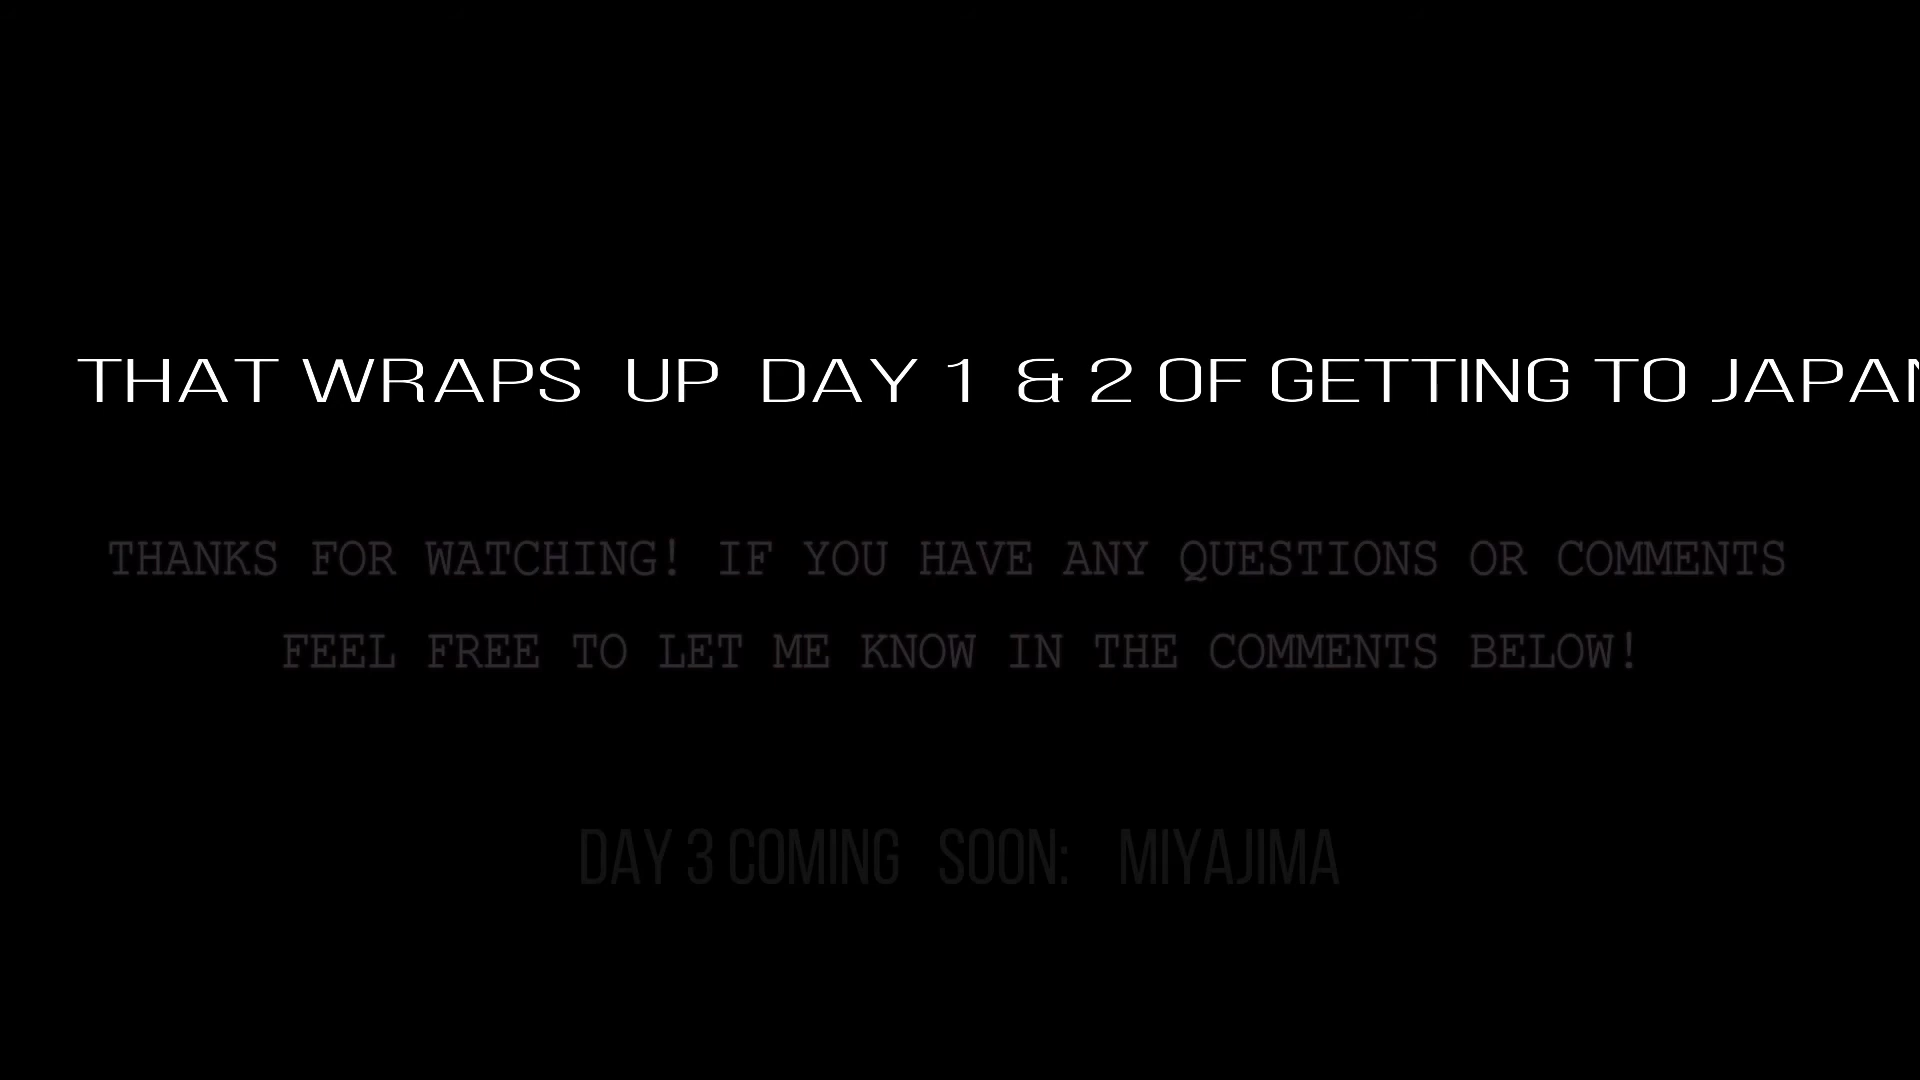 THAT WRAPS UP DAY 1 & 2 OF GETTING TO JAPAN
THANKS FOR WATCHING! IF YOU HAVE ANY QUESTIONS OR COMMENTS
FEEL FREE TO LET ME KNOW IN THE COMMENTS BELOW!
DAY 3 COMING SOON: MIYAJIMA